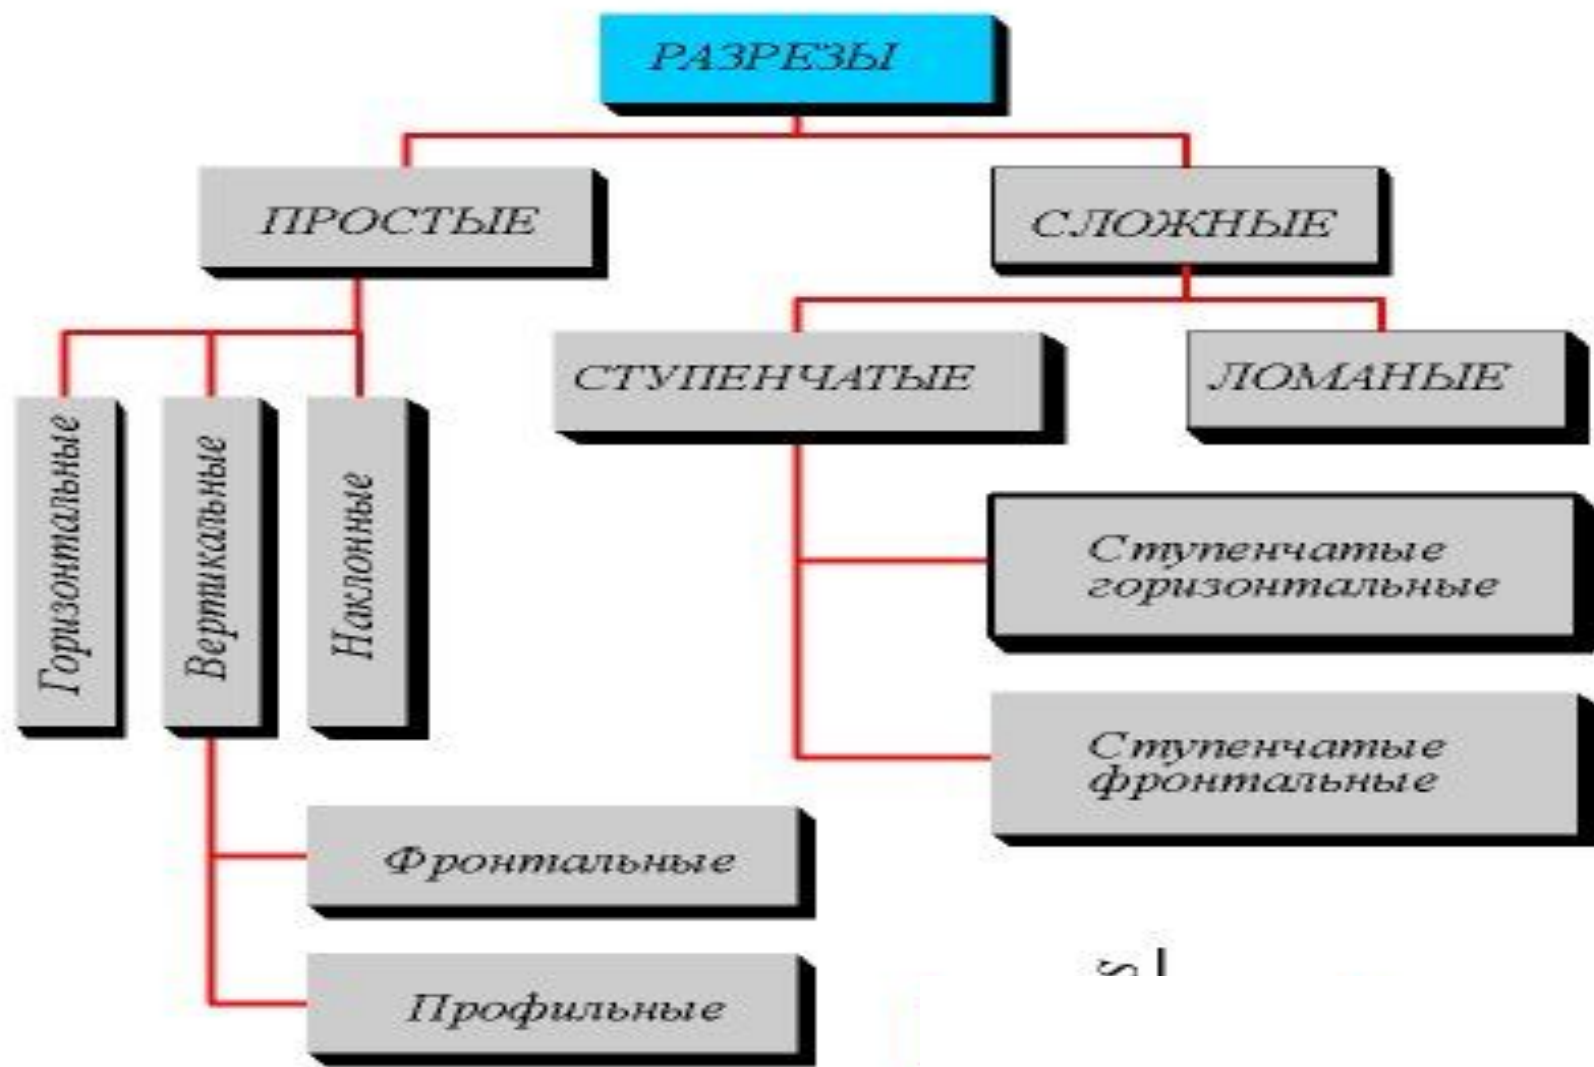 РАЗРЕЗЫ
ПРОСТЫЕ
СЛОЖНЫЕ
СТУПЕНЧАТЫЕ
ЛОМАНЫЕ
Горизонтальные
Вертикальные
Наклонные
Ступенчатые
горизонтальные
Ступенчатые
фронтальные
Фронтальные
Профильные